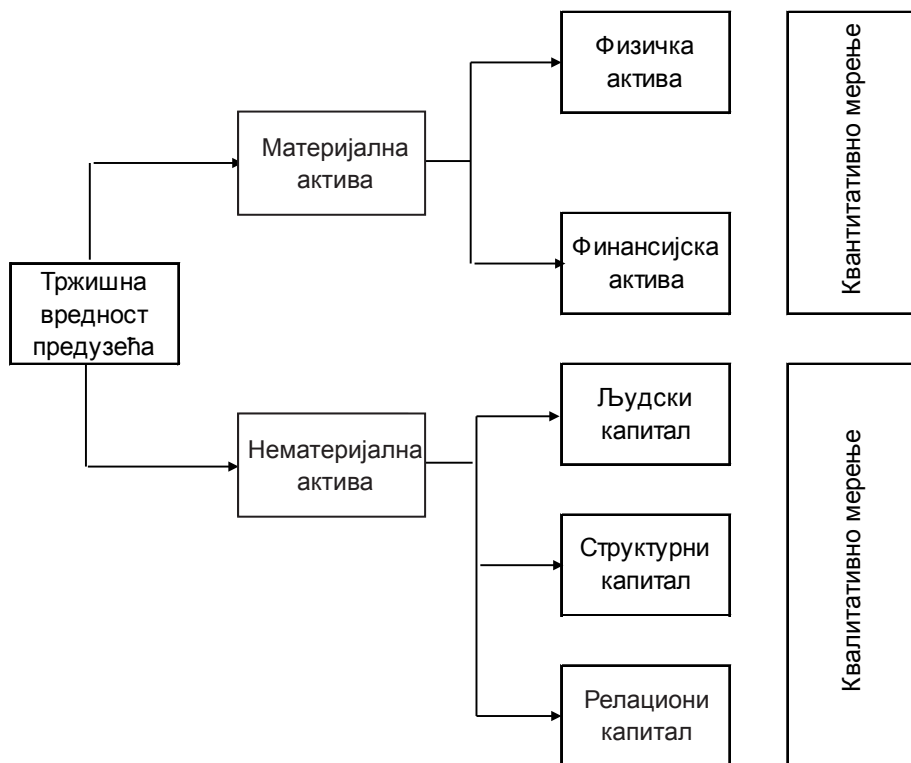 Физичка
актива
Квантитативно мерење
Материјална
актива
Финансијска
актива
Тржишна
вредност
предузећа
Људски
капитал
Квалитативно мерење
Нематеријална
актива
Структурни
капитал
Релациони
капитал